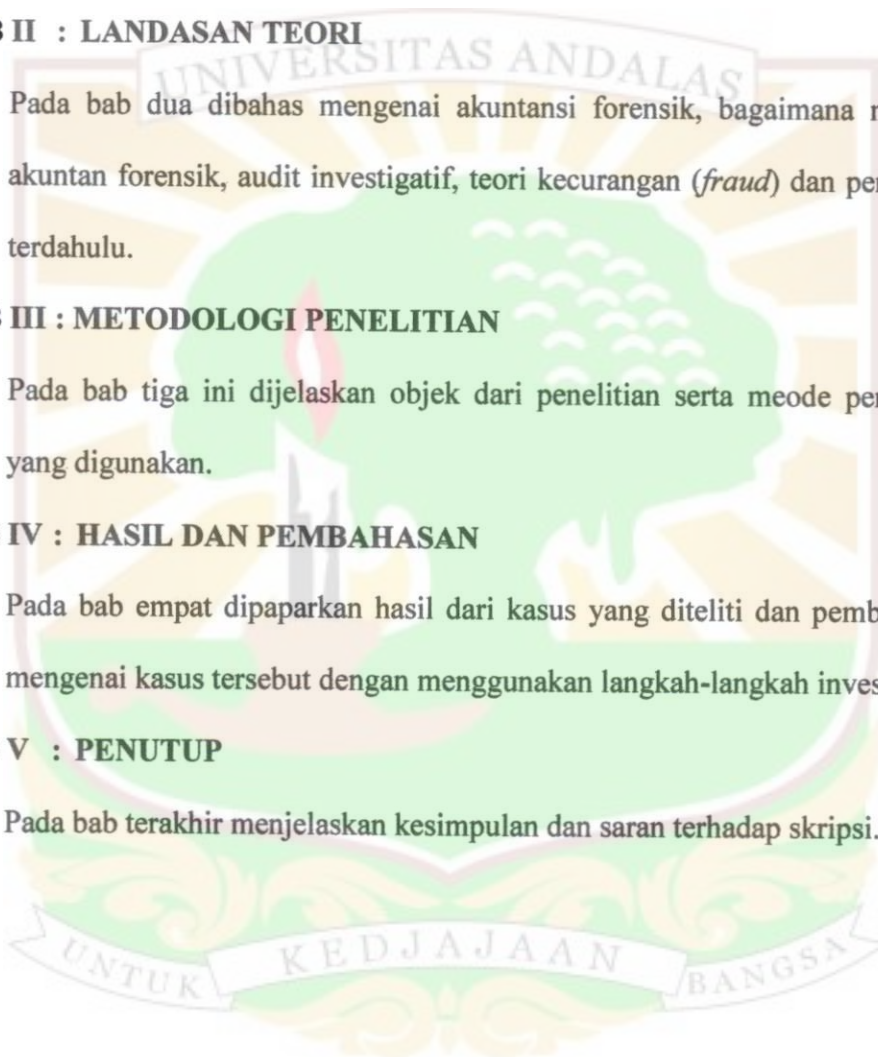 UNIVERSITAS ANDALAS
II : LANDASAN TEORI
Pada bab dua dibahas mengenai akuntansi forensik, bagaimana
akuntan forensik, audit investigatif, teori kecurangan (fraud) dan
terdahulu.
III : METODOLOGI PENELITIAN
Pada bab tiga ini dijelaskan objek dari penelitian serta meode
yang digunakan.
IV : HASIL DAN PEMBAHASAN
Pada bab empat dipaparkan hasil dari kasus yang diteliti dan
mengenai kasus tersebut dengan menggunakan langkah-langkah
V : PENUTUP
Pada bab terakhir menjelaskan kesimpulan dan saran terhadap skripsi.
UNTUK KEDJAJAAN BANGSA